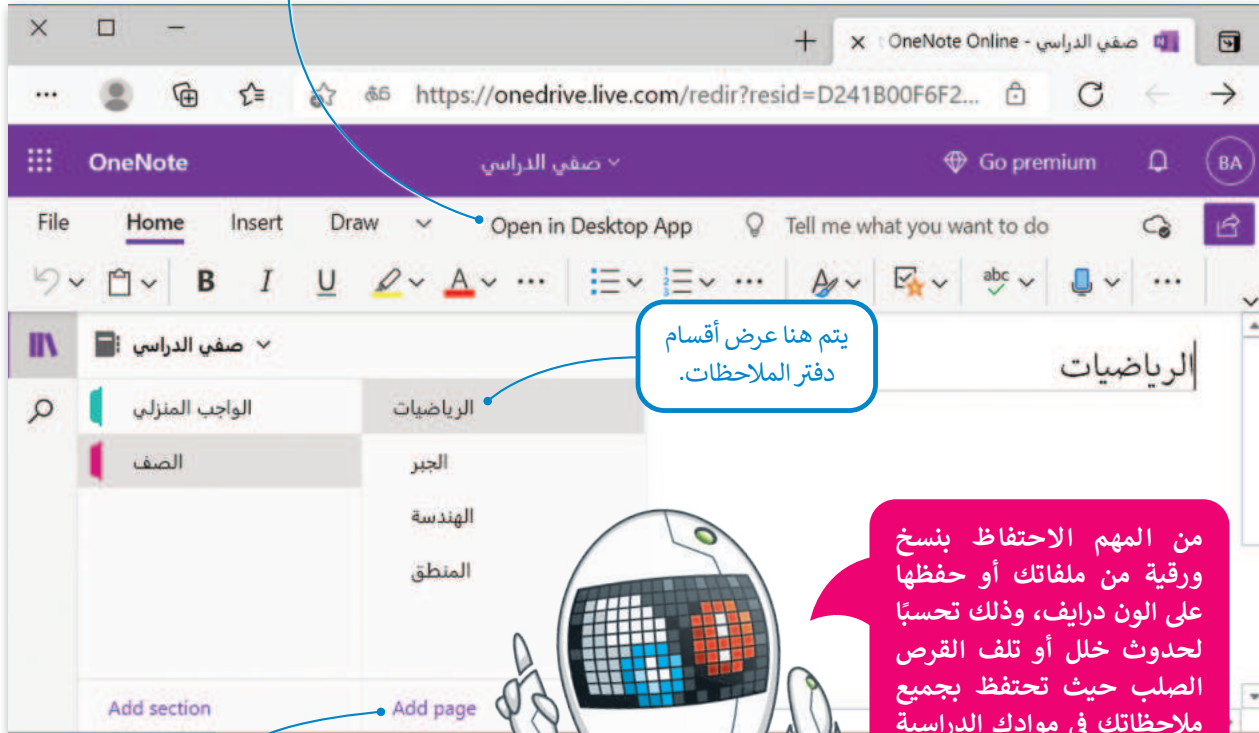 صفي الدراسي - OneNote Online
https://onedrive.live.com/redir?resid=D241B00F6F2...
OneNote
صفي الدراسي
Go premium
BA
File Home Insert Draw Open in Desktop App Tell me what you want to do
B I U A abc
صفي الدراسي
الواجب المنزلي
الصف
الرياضيات
الجبر
الهندسة
المنطق
Add section
Add page
الرياضيات
يتم هنا عرض أقسام
دفتر الملاحظات.
من المهم الاحتفاظ بنسخ
ورقية من ملفاتك أو حفظها
على الون درايف، وذلك تحسبًا
لحدوث خلل أو تلف القرص
الصلب حيث تحتفظ بجميع
ملاحظاتك في موادك الدراسية